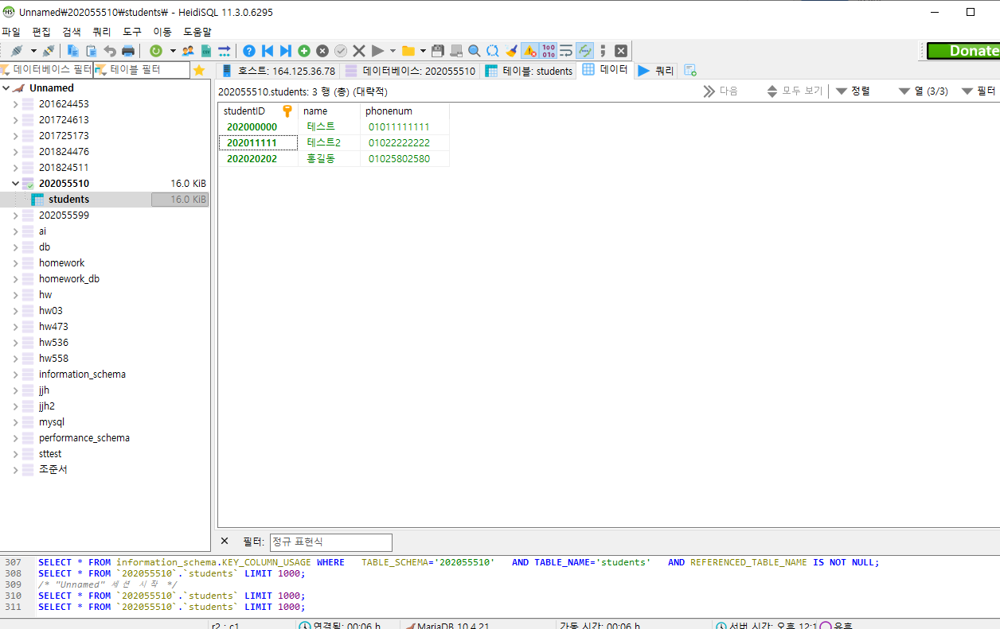 Unnamed₩202055510₩students₩ - HeidiSQL 11.3.0.6295
파일 편집 검색 쿼리 도구 이동 도움말
Donate
데이터베이스 필터 테이블 필터
호스트: 164.125.36.78 데이터베이스: 202055510 테이블: students 데이터 쿼리
Unnamed
201624453
201724613
201725173
201824476
201824511
202055510 16.0 KiB
students 16.0 KiB
202055599
ai
db
homework
homework_db
hw
hw03
hw473
hw536
hw558
information_schema
jjh
jjh2
mysql
performance_schema
sttest
조준서
202055510.students: 3 행 (총) (대략적) 다음 모두 보기 정렬 열 (3/3) 필터
studentID name phonenum
202000000 테스트 01011111111
202011111 테스트2 01022222222
202020202 홍길동 01025802580
필터: 정규 표현식
307 SELECT * FROM information_schema.KEY_COLUMN_USAGE WHERE TABLE_SCHEMA='202055510' AND TABLE_NAME='students' AND REFERENCED_TABLE_NAME IS NOT NULL;
308 SELECT * FROM `202055510`.`students` LIMIT 1000;
309 /* "Unnamed" 세션 시작 */
310 SELECT * FROM `202055510`.`students` LIMIT 1000;
311 SELECT * FROM `202055510`.`students` LIMIT 1000;
r2 : c1 연결됨: 00:06 h MariaDB 10.4.21 가동 시간: 00:06 h 서버 시간: 오후 12:1 유휴